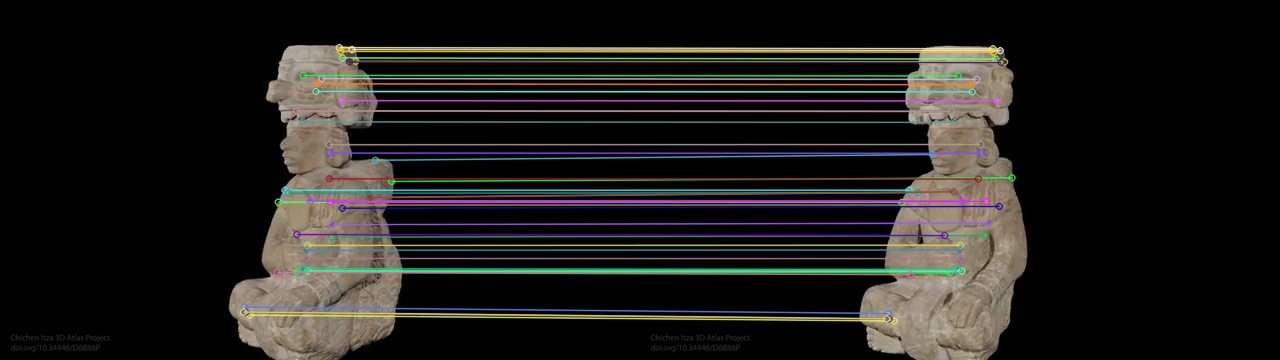 Chichen Itza 3D Atlas Project
doi.org/10.34946/D6B88P
Chichen Itza 3D Atlas Project
doi.org/10.34946/D6B88P